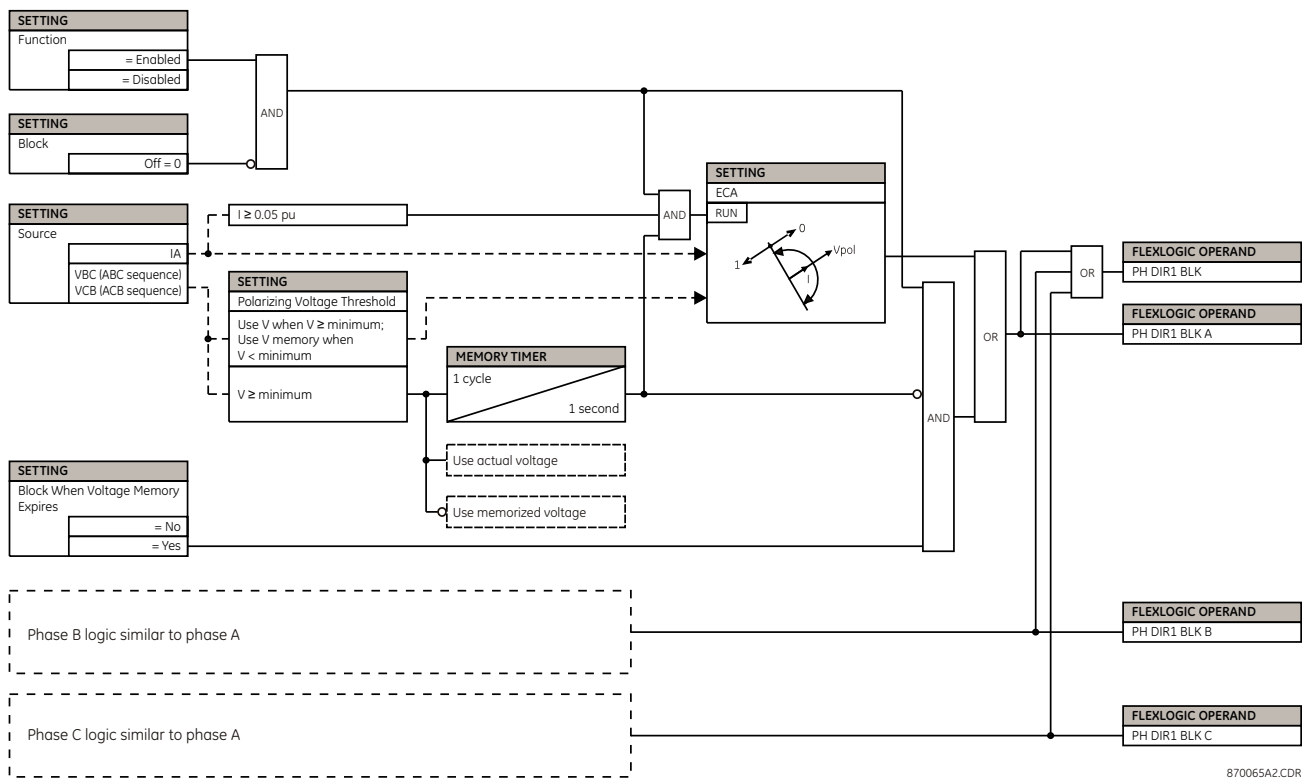 SETTING
Function
= Enabled
= Disabled
AND
SETTING
Block
Off = 0
SETTING
Source
IA
VBC (ABC sequence)
VCB (ACB sequence)
I ≥ 0.05 pu
SETTING
Polarizing Voltage Threshold
Use V when V ≥ minimum;
Use V memory when
V < minimum
V ≥ minimum
MEMORY TIMER
1 cycle
1 second
Use actual voltage
Use memorized voltage
AND
SETTING
ECA
RUN
0
1
Vpol
I
SETTING
Block When Voltage Memory
Expires
= No
= Yes
AND
OR
OR
FLEXLOGIC OPERAND
PH DIR1 BLK
FLEXLOGIC OPERAND
PH DIR1 BLK A
Phase B logic similar to phase A
FLEXLOGIC OPERAND
PH DIR1 BLK B
Phase C logic similar to phase A
FLEXLOGIC OPERAND
PH DIR1 BLK C
870065A2.CDR